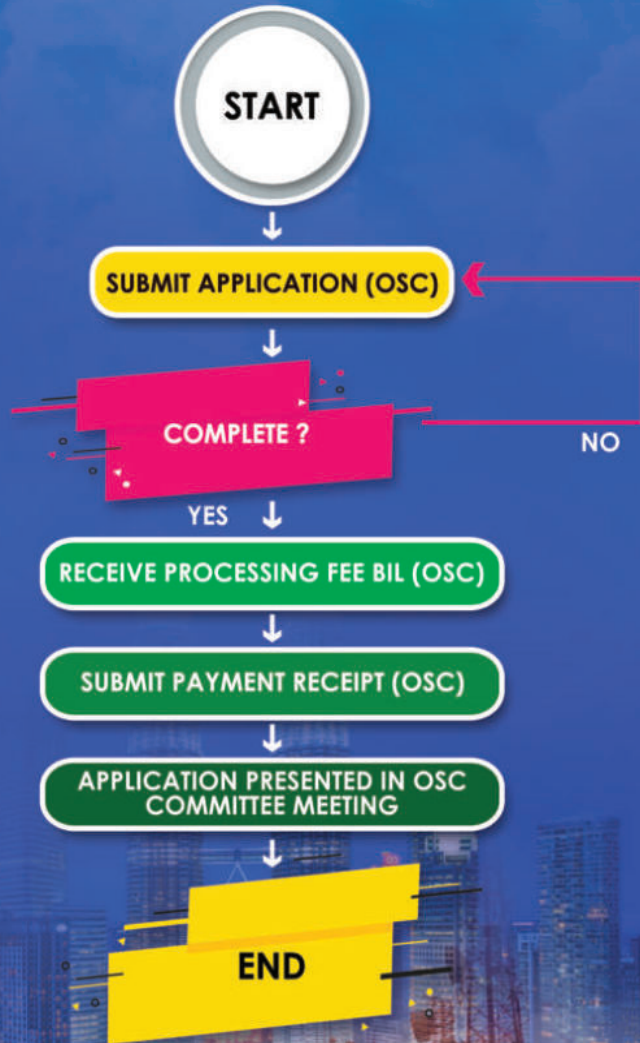 START
SUBMIT APPLICATION (OSC)
COMPLETE ?
NO
YES
RECEIVE PROCESSING FEE BIL (OSC)
SUBMIT PAYMENT RECEIPT (OSC)
APPLICATION PRESENTED IN OSC
COMMITTEE MEETING
END